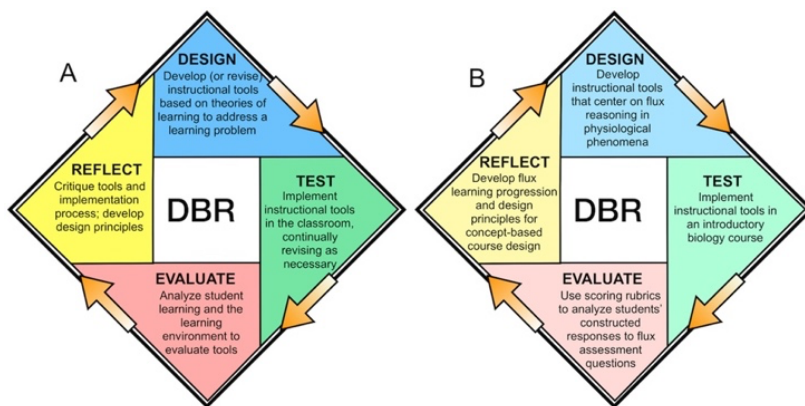 A
DESIGN
Develop (or revise)
instructional tools
based on theories of
learning to address a
learning problem
REFLECT
Critique tools and
implementation
process; develop
design principles
DBR
TEST
Implement
instructional tools
in the classroom,
continually
revising as
necessary
EVALUATE
Analyze student
learning and the
learning
environment to
evaluate tools
B
DESIGN
Develop
instructional tools
that center on flux
reasoning in
physiological
phenomena
REFLECT
Develop flux
learning progression
and design
principles for
concept-based
course design
DBR
TEST
Implement
instructional tools in
an introductory
biology course
EVALUATE
Use scoring rubrics
to analyze students'
constructed
responses to flux
assessment
questions